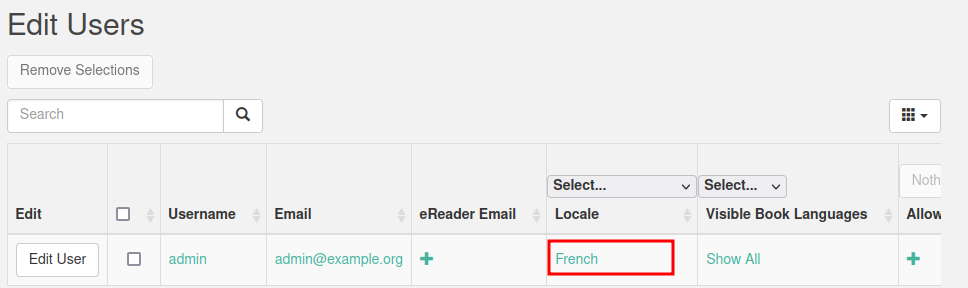 Edit Users
Remove Selections
Search
Select... Select... Noth
Edit Username Email eReader Email Locale Visible Book Languages Allow
Edit User admin admin@example.org + French Show All +